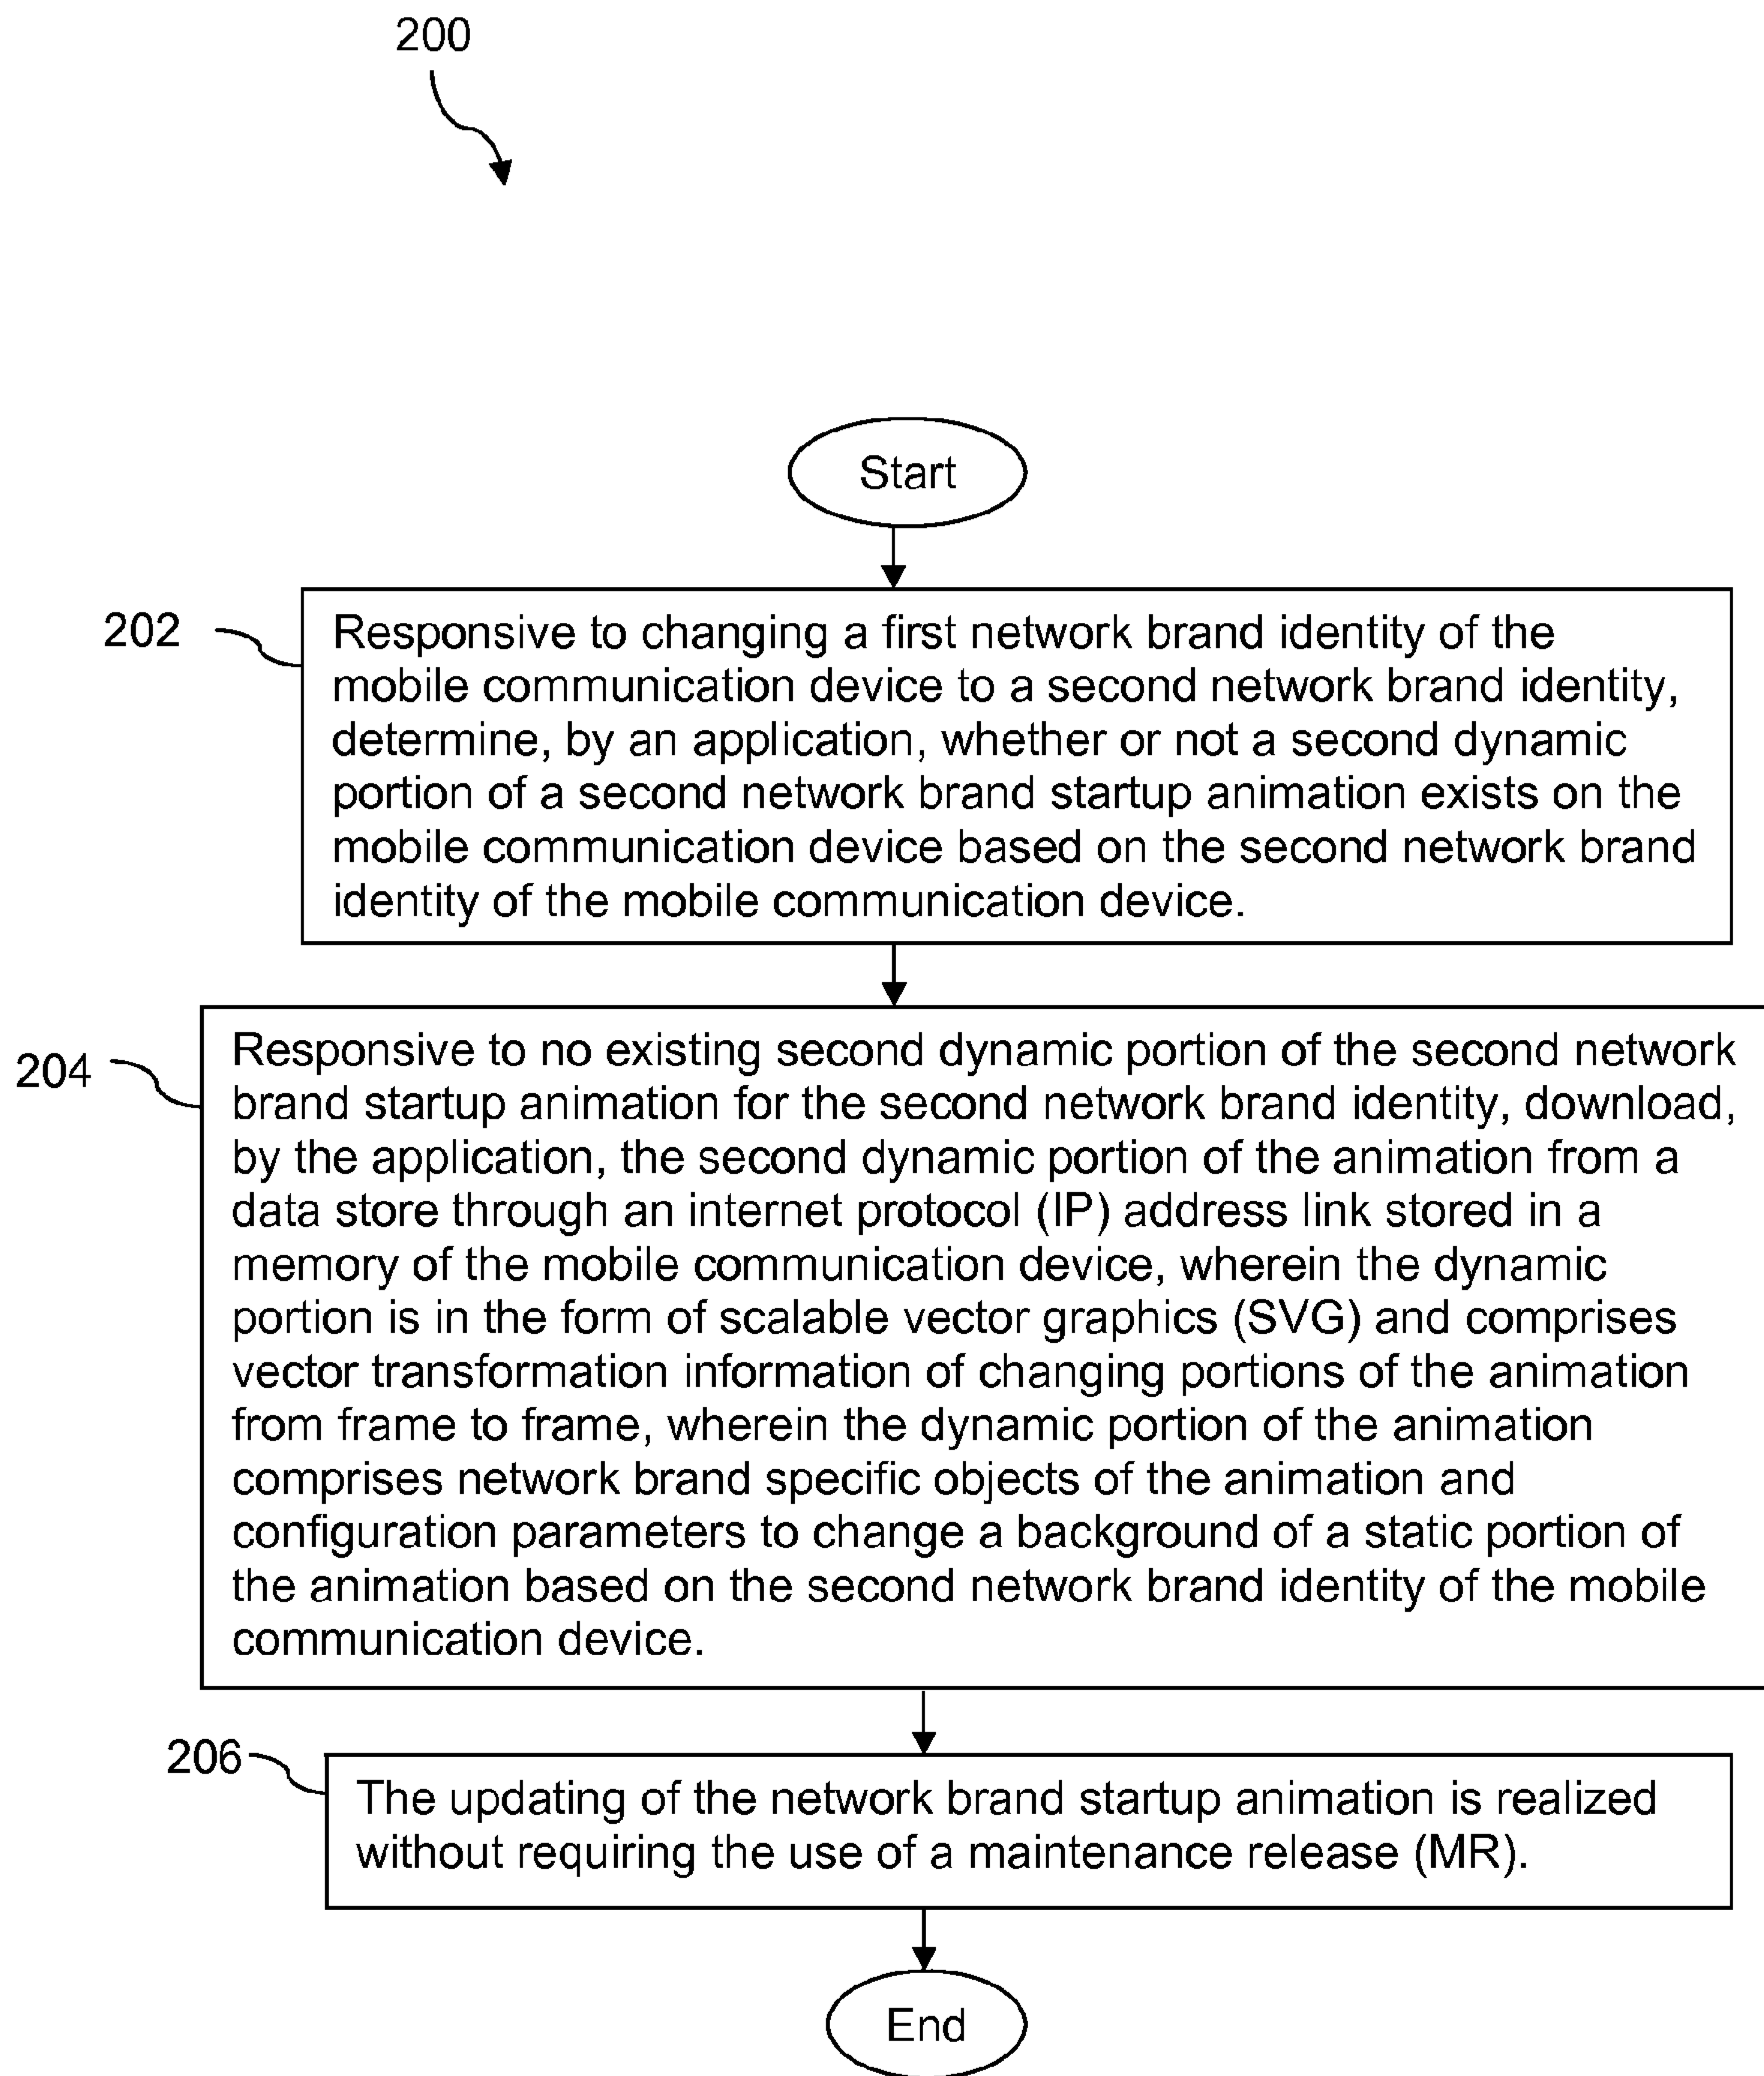 200
Start
202
Responsive to changing a first network brand identity of the
mobile communication device to a second network brand identity,
determine, by an application, whether or not a second dynamic
portion of a second network brand startup animation exists on the
mobile communication device based on the second network brand
identity of the mobile communication device.
204
Responsive to no existing second dynamic portion of the second network
brand startup animation for the second network brand identity, download,
by the application, the second dynamic portion of the animation from a
data store through an internet protocol (IP) address link stored in a
memory of the mobile communication device, wherein the dynamic
portion is in the form of scalable vector graphics (SVG) and comprises
vector transformation information of changing portions of the animation
from frame to frame, wherein the dynamic portion of the animation
comprises network brand specific objects of the animation and
configuration parameters to change a background of a static portion of
the animation based on the second network brand identity of the mobile
communication device.
206
The updating of the network brand startup animation is realized
without requiring the use of a maintenance release (MR).
End